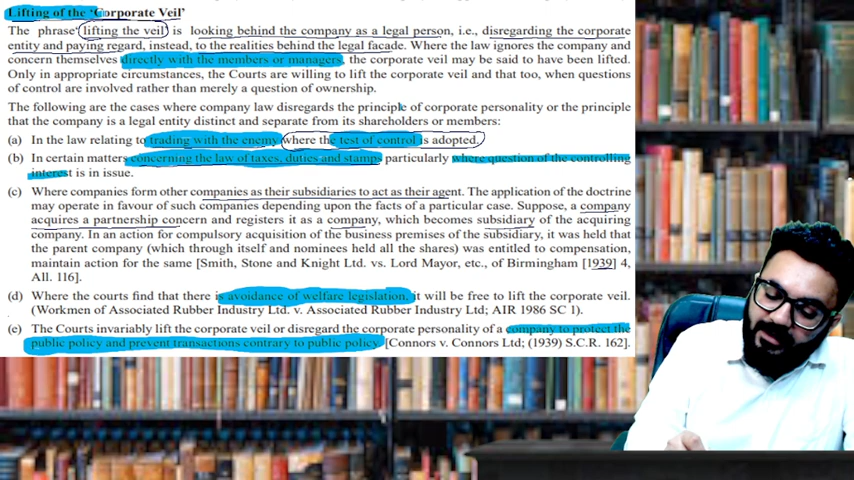 Lifting of the 'Corporate Veil'
The phrase 'lifting the veil' is looking behind the company as a legal person, i.e., disregarding the corporate
entity and paying regard, instead, to the realities behind the legal facade. Where the law ignores the company and
concern themselves directly with the members or managers, the corporate veil may be said to have been lifted.
Only in appropriate circumstances, the Courts are willing to lift the corporate veil and that too, when questions
of control are involved rather than merely a question of ownership.
The following are the cases where company law disregards the principle of corporate personality or the principle
that the company is a legal entity distinct and separate from its shareholders or members:
(a) In the law relating to trading with the enemy where the test of control is adopted.
(b) In certain matters concerning the law of taxes, duties and stamps particularly where question of the controlling
interest is in issue.
(c) Where companies form other companies as their subsidiaries to act as their agent. The application of the doctrine
may operate in favour of such companies depending upon the facts of a particular case. Suppose, a company
acquires a partnership concern and registers it as a company, which becomes subsidiary of the acquiring
company. In an action for compulsory acquisition of the business premises of the subsidiary, it was held that
the parent company (which through itself and nominees held all the shares) was entitled to compensation,
maintain action for the same [Smith, Stone and Knight Ltd. vs. Lord Mayor, etc., of Birmingham [1939] 4,
All. 116].
(d) Where the courts find that there is avoidance of welfare legislation, it will be free to lift the corporate veil.
(Workmen of Associated Rubber Industry Ltd. v. Associated Rubber Industry Ltd; AIR 1986 SC 1).
(e) The Courts invariably lift the corporate veil or disregard the corporate personality of a company to protect the
public policy and prevent transactions contrary to public policy [Connors v. Connors Ltd; (1939) S.C.R. 162].